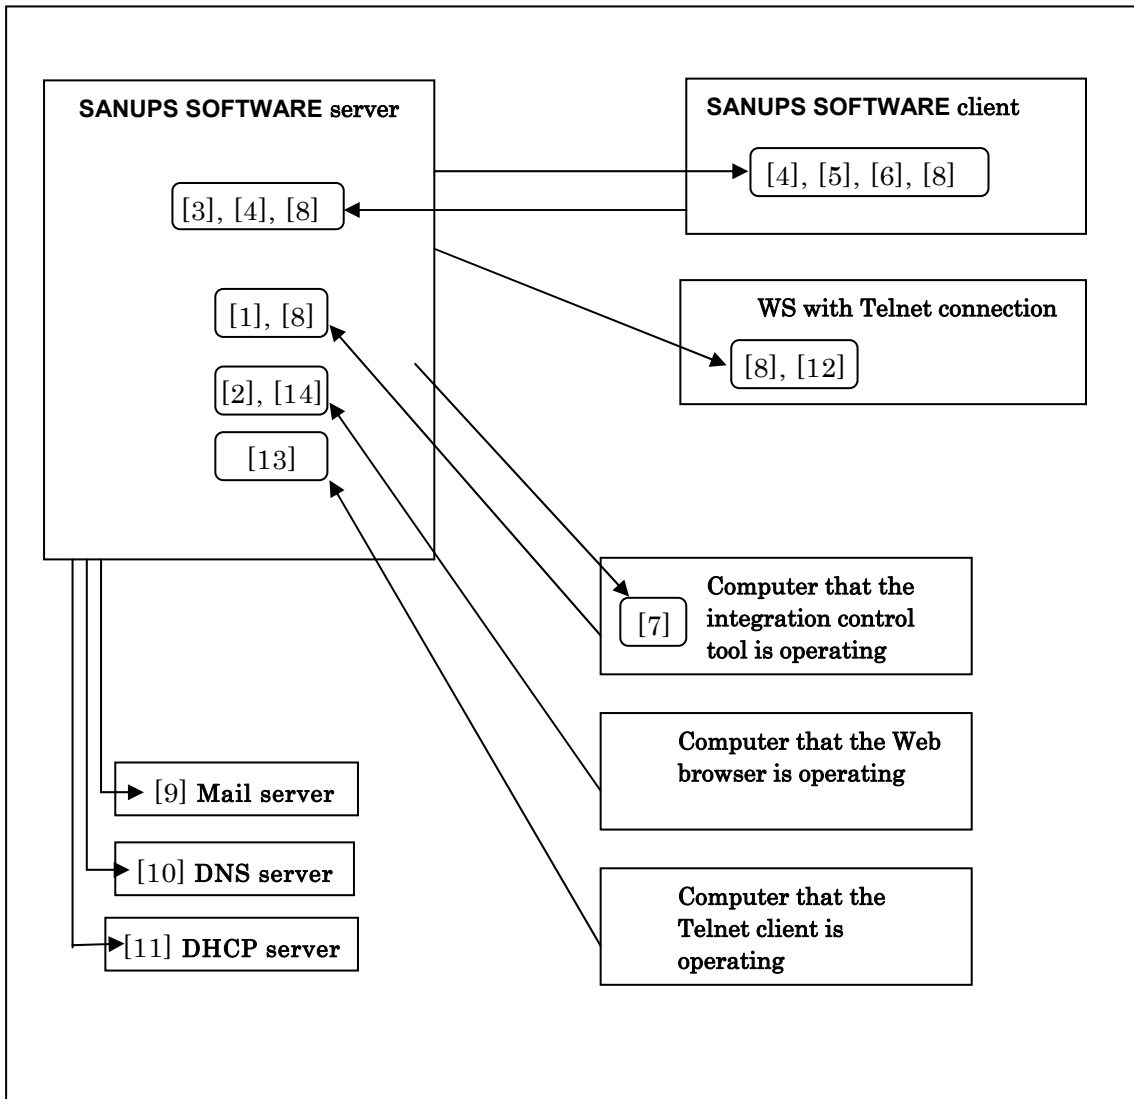 SANUPS SOFTWARE server
[3], [4], [8]
[1], [8]
[2], [14]
[13]
SANUPS SOFTWARE client
[4], [5], [6], [8]
WS with Telnet connection
[8], [12]
[7]
Computer that the
integration control
tool is operating
Computer that the Web
browser is operating
Computer that the
Telnet client is
operating
[9] Mail server
[10] DNS server
[11] DHCP server